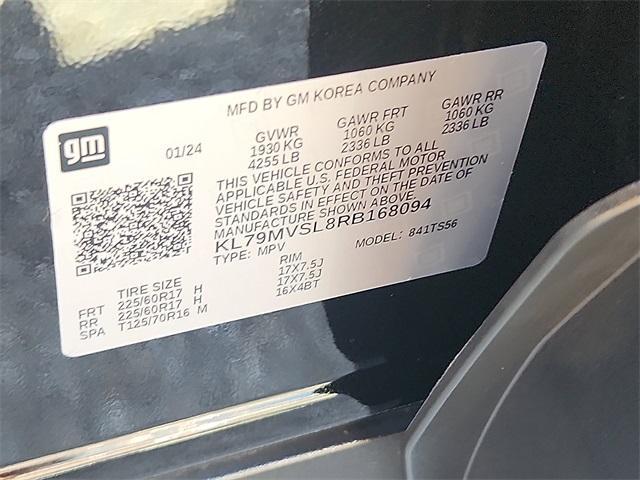 MFD BY GM KOREA COMPANY
gm
01/24
GVWR GAWR FRT GAWR RR
1930 KG 1060 KG 1060 KG
4255 LB 2336 LB 2336 LB
THIS VEHICLE CONFORMS TO ALL
APPLICABLE U.S. FEDERAL MOTOR
VEHICLE SAFETY AND THEFT PREVENTION
STANDARDS IN EFFECT ON THE DATE OF
MANUFACTURE SHOWN ABOVE
KL79MVSL8RB168094
TYPE: MPV MODEL: 841TS56
TIRE SIZE RIM
FRT 225/60R17 H 17X7.5J
RR 225/60R17 H 17X7.5J
SPA T125/70R16 M 16X4BT